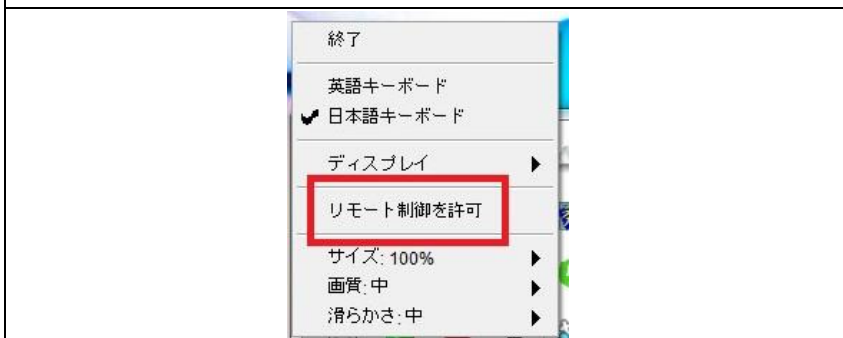 終了
英語キーボード
日本語キーボード
ディスプレイ
リモート制御を許可
サイズ: 100%
画質:中
滑らかさ:中